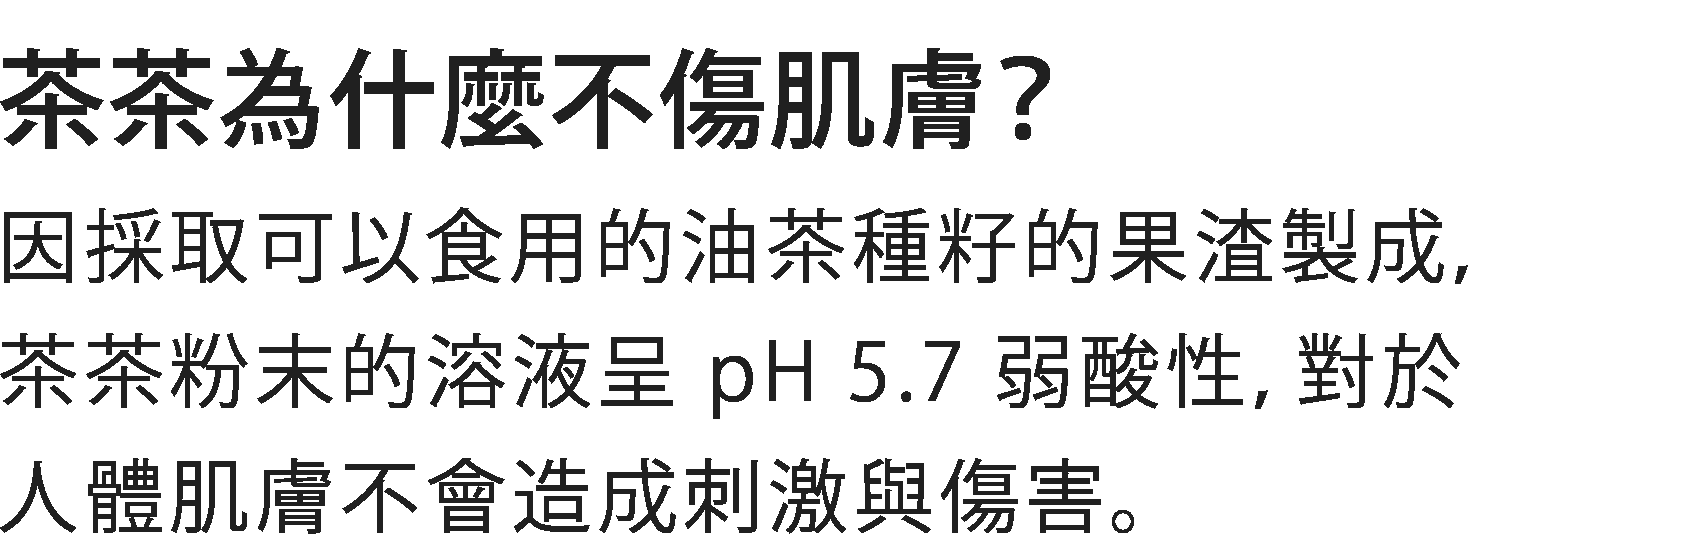 茶茶為什麼不傷肌膚?
因採取可以食用的油茶種籽的果渣製成,
茶茶粉末的溶液呈 pH 5.7 弱酸性, 對於
人體肌膚不會造成刺激與傷害。